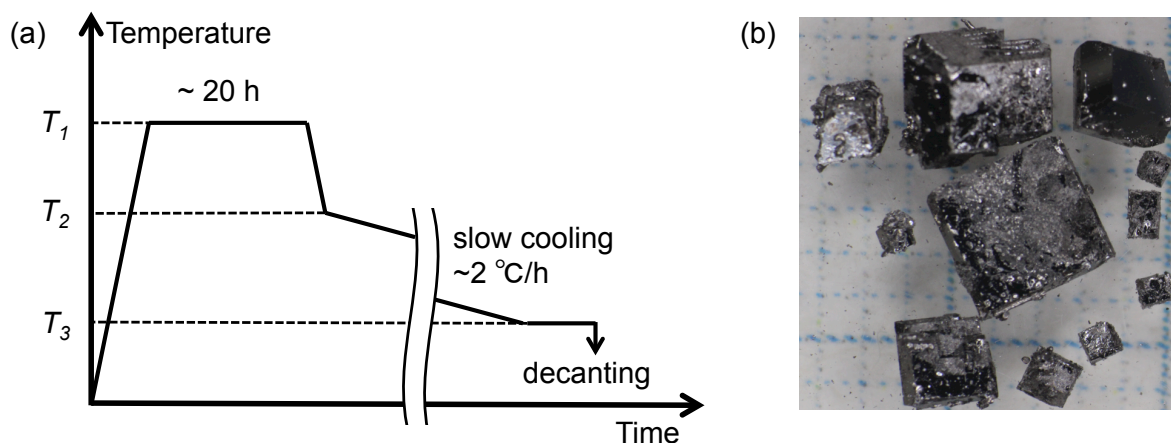 (a)
Temperature
~ 20 h
T1
T2
slow cooling
~2 ℃/h
T3
decanting
Time
(b)